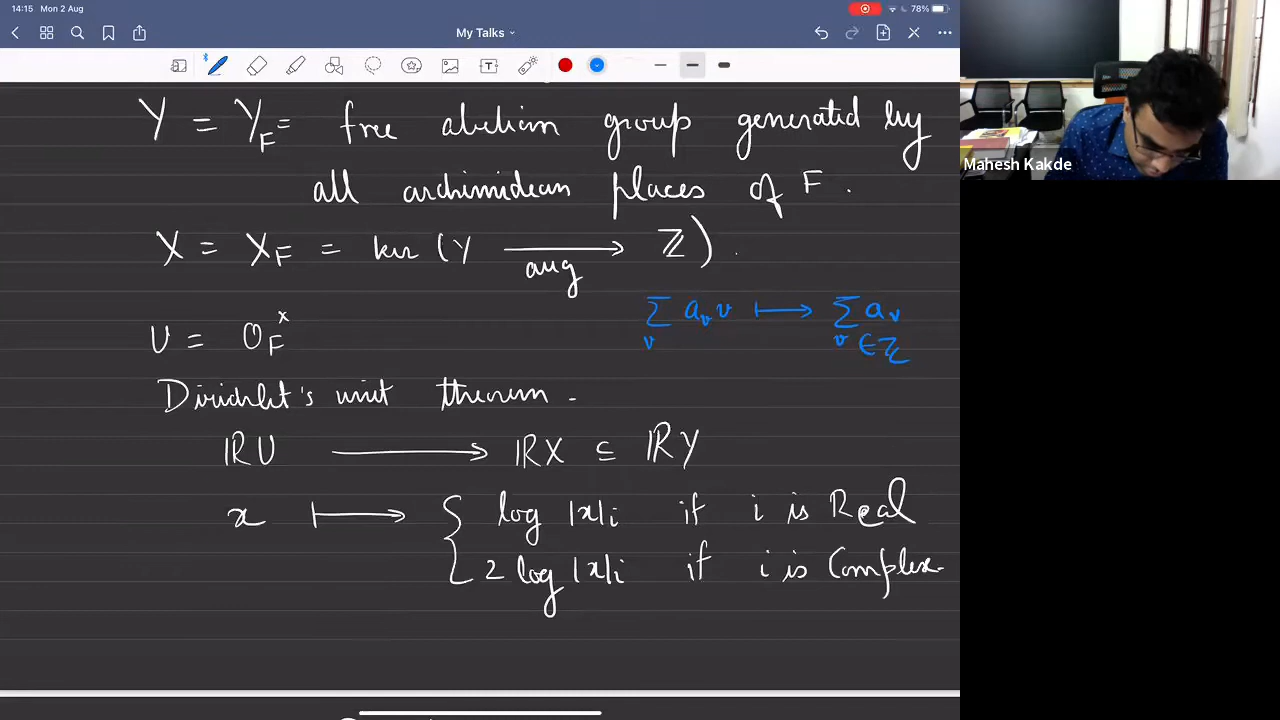 14:15 Mon 2 Aug
78%
My Talks
Y = Y_F = free abelian group generated by
all archimidean places of F.
X = X_F = ker (Y ⟶ ℤ).
aug
∑_v a_v v ⟼ ∑_v a_v ∈ ℤ
U = O_F^×
Dirichlet's unit theorem.
ℝU ⟶ ℝX ⊆ ℝY
x ⟼ { log |x|_i if i is Real
2 log |x|_i if i is Complex.
Mahesh Kakde